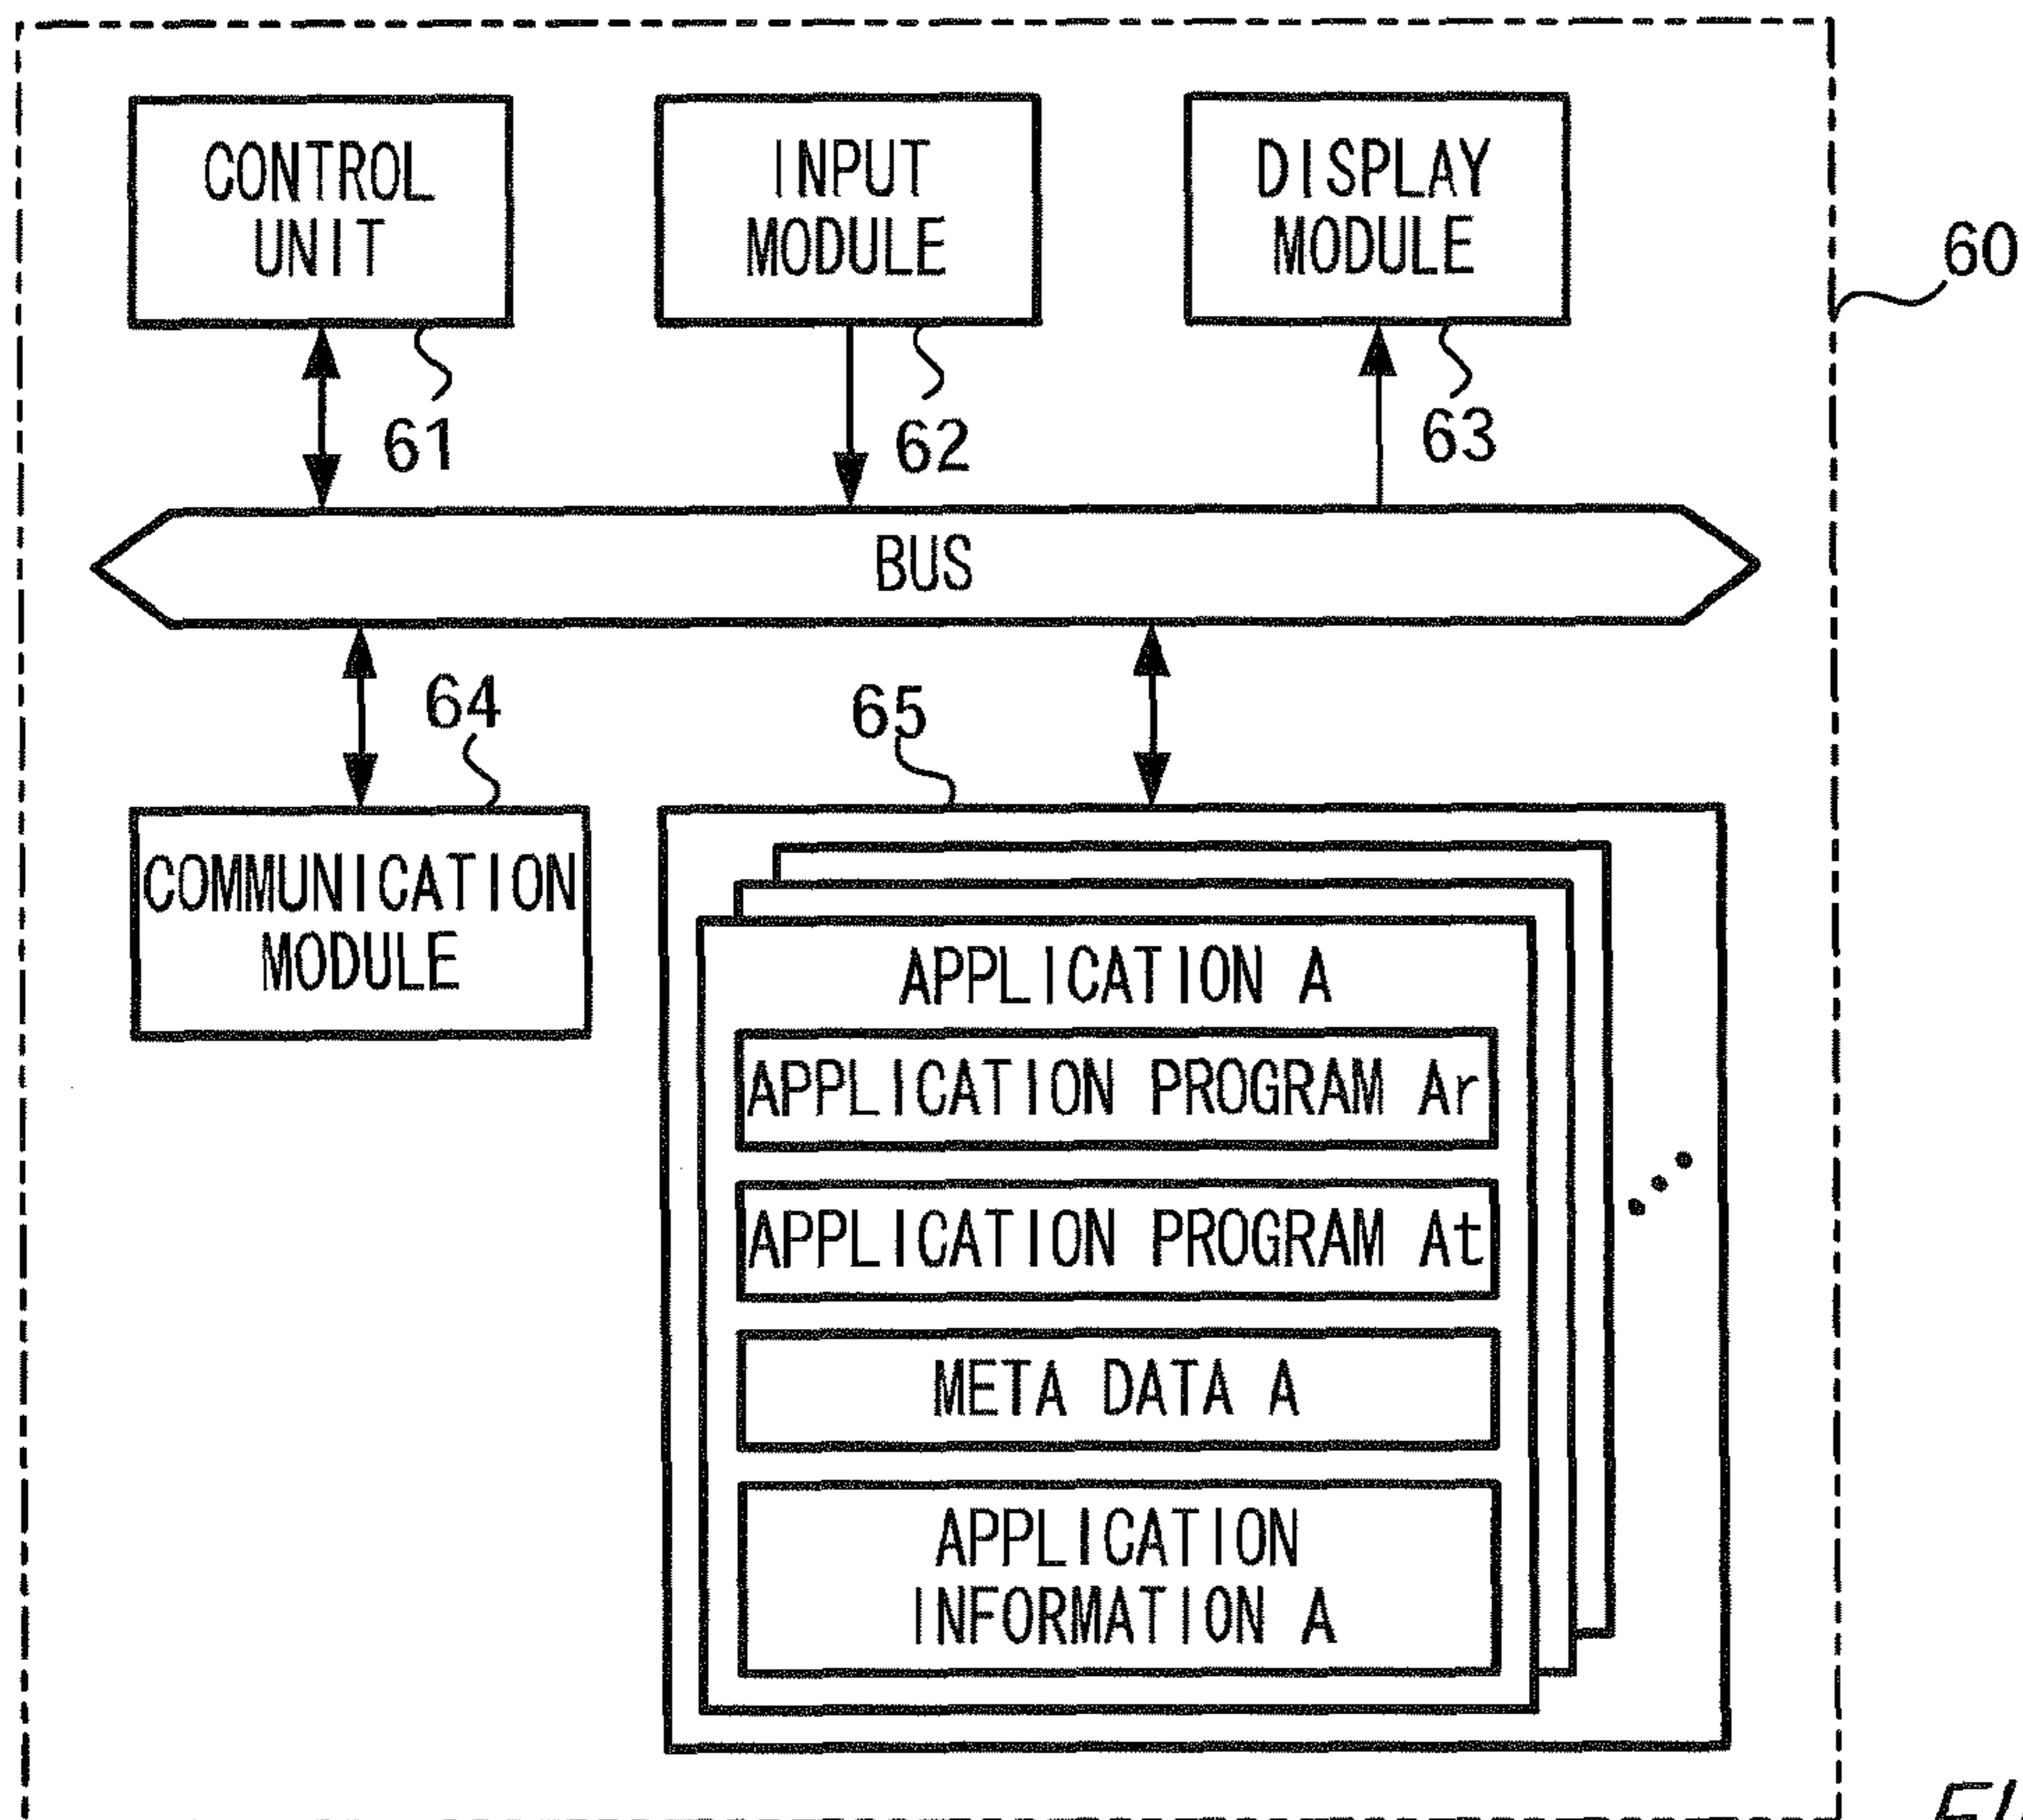 CONTROL
UNIT
INPUT
MODULE
DISPLAY
MODULE
60
61
62
63
BUS
64
65
COMMUNICATION
MODULE
APPLICATION A
APPLICATION PROGRAM Ar
APPLICATION PROGRAM At
META DATA A
APPLICATION
INFORMATION A